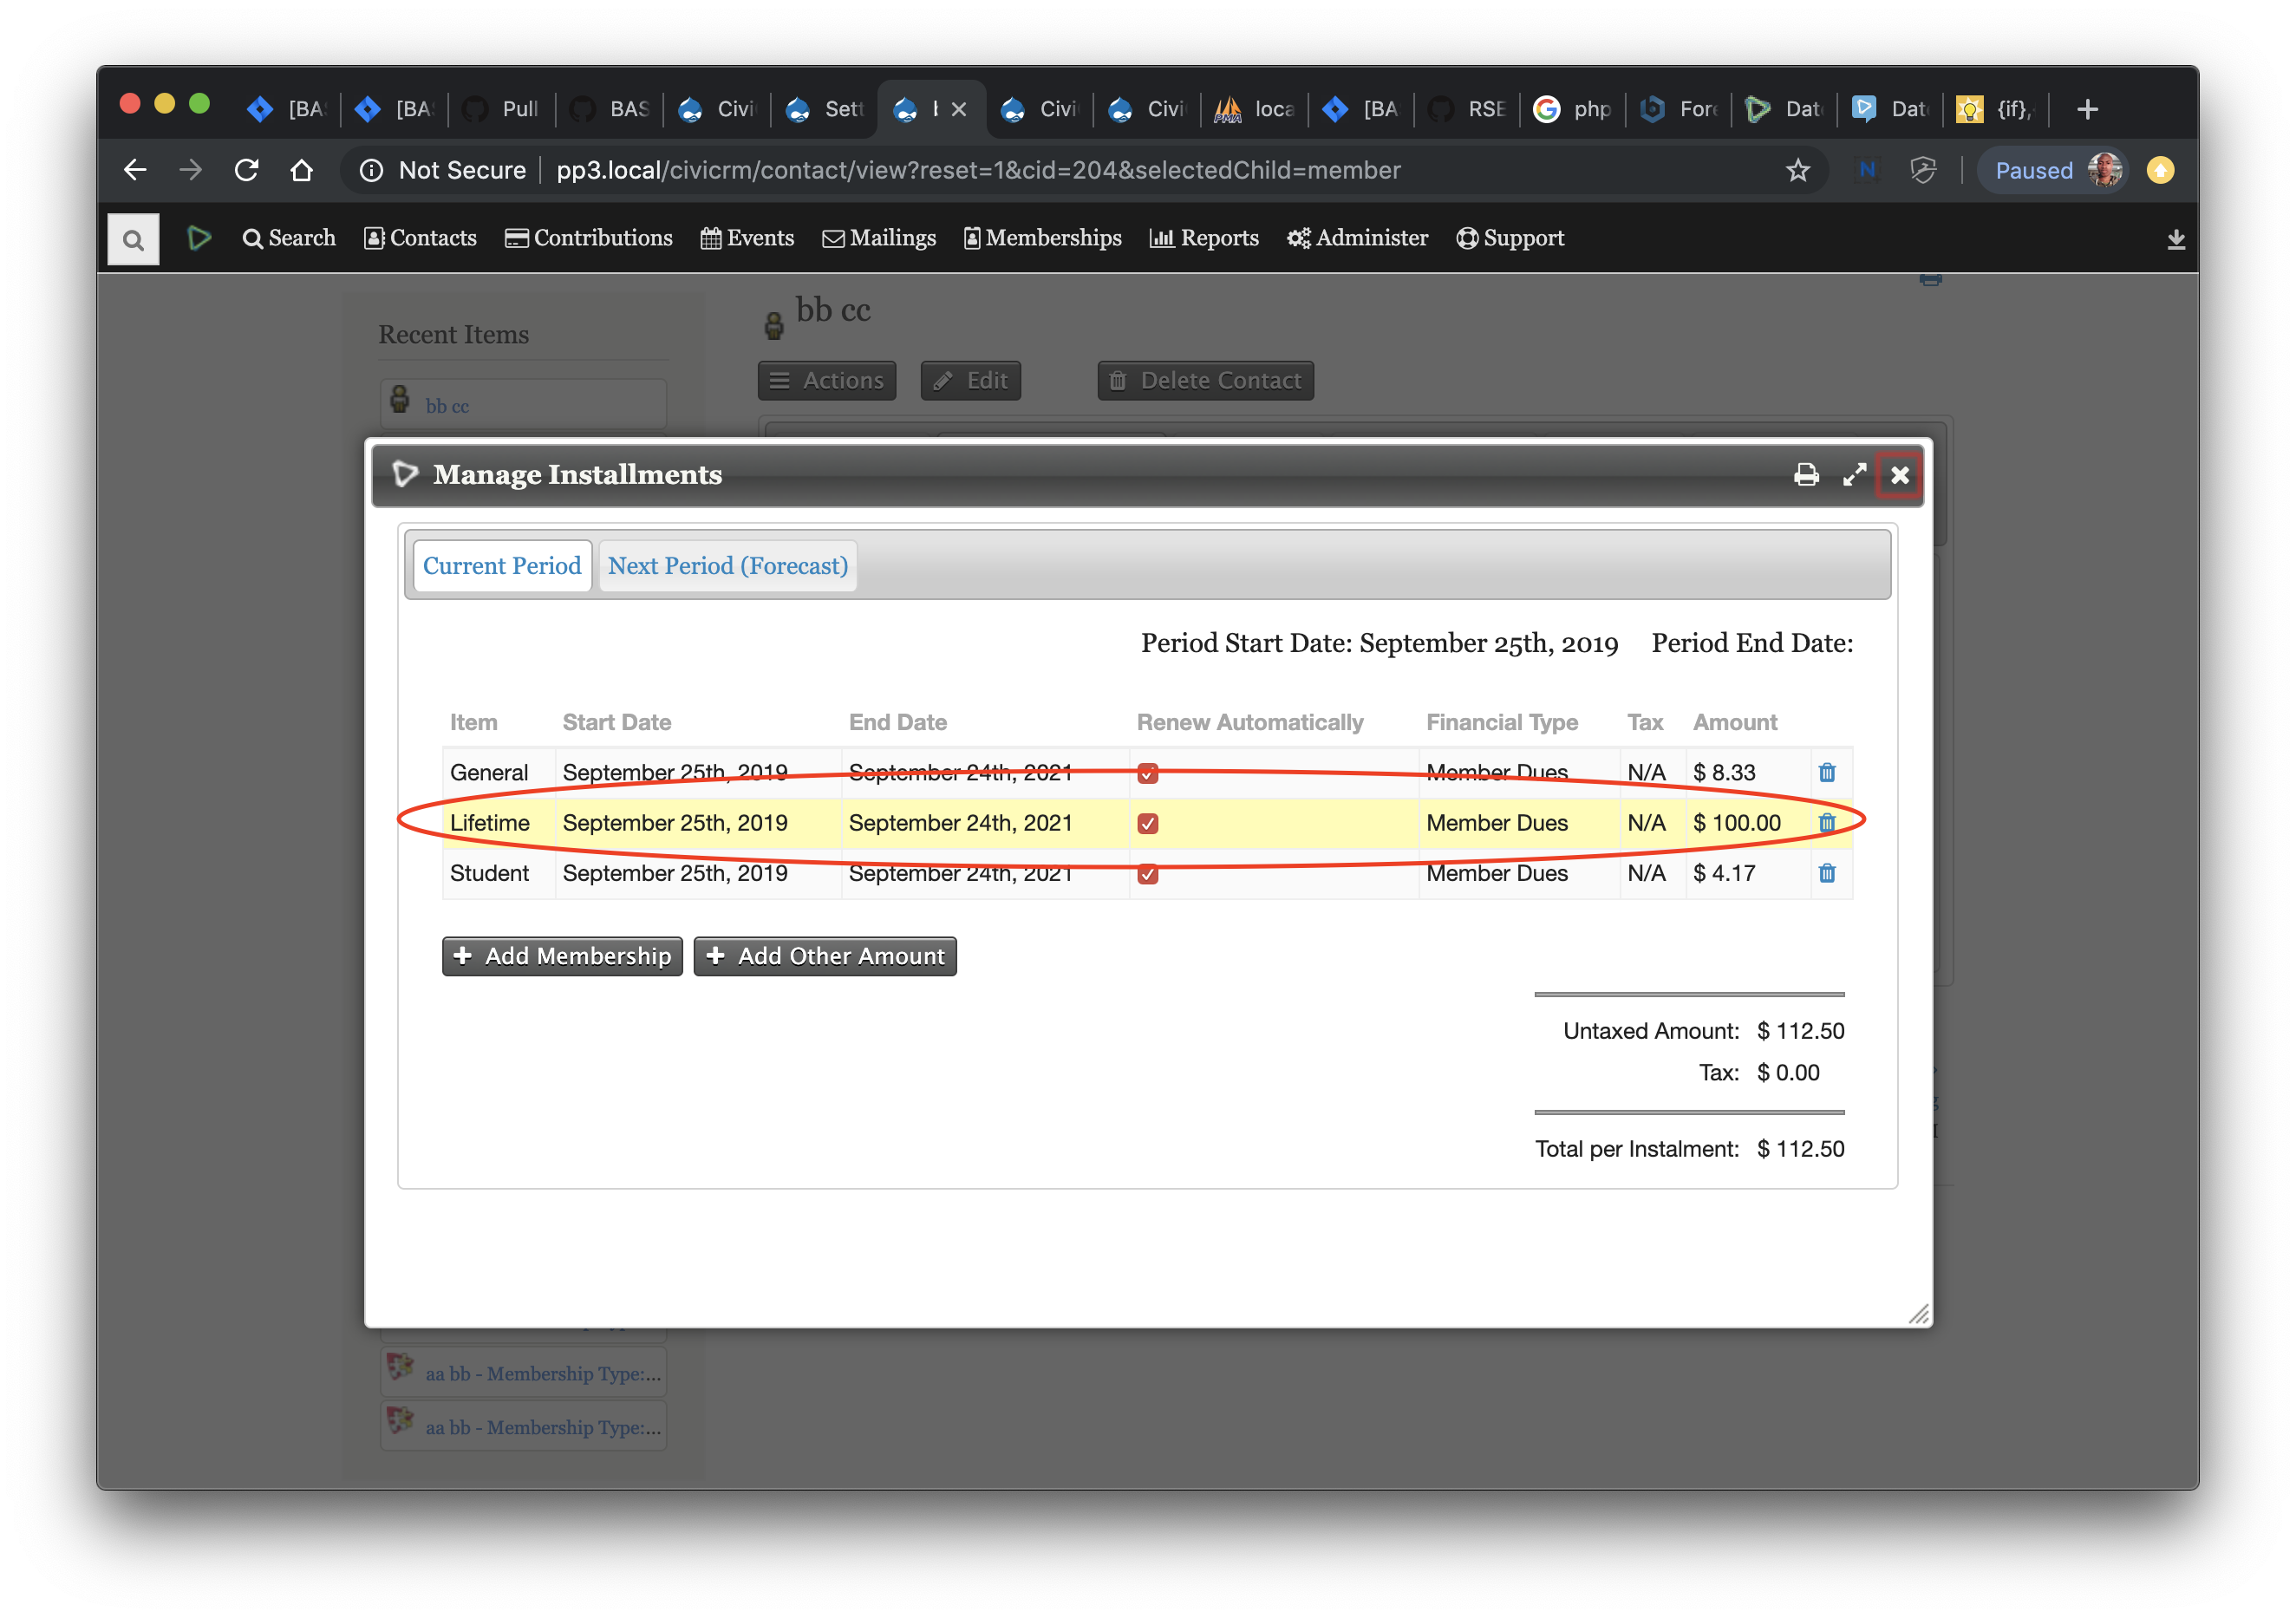 [BA
[BA
Pull
BAS
Civi
Sett
Civi
Civi
loca
[BA
RSE
php
For
Dat
Dat
{if},
Not Secure
pp3.local/civicrm/contact/view?reset=1&cid=204&selectedChild=member
Paused
Search
Contacts
Contributions
Events
Mailings
Memberships
Reports
Administer
Support
Recent Items
bb cc
bb cc
Actions
Edit
Delete Contact
Manage Installments
Current Period
Next Period (Forecast)
Period Start Date: September 25th, 2019 Period End Date:
Item Start Date End Date Renew Automatically Financial Type Tax Amount
General September 25th, 2019 September 24th, 2021 Member Dues N/A $ 8.33
Lifetime September 25th, 2019 September 24th, 2021 Member Dues N/A $ 100.00
Student September 25th, 2019 September 24th, 2021 Member Dues N/A $ 4.17
Add Membership
Add Other Amount
Untaxed Amount: $ 112.50
Tax: $ 0.00
Total per Instalment: $ 112.50
aa bb - Membership Type:...
aa bb - Membership Type:...